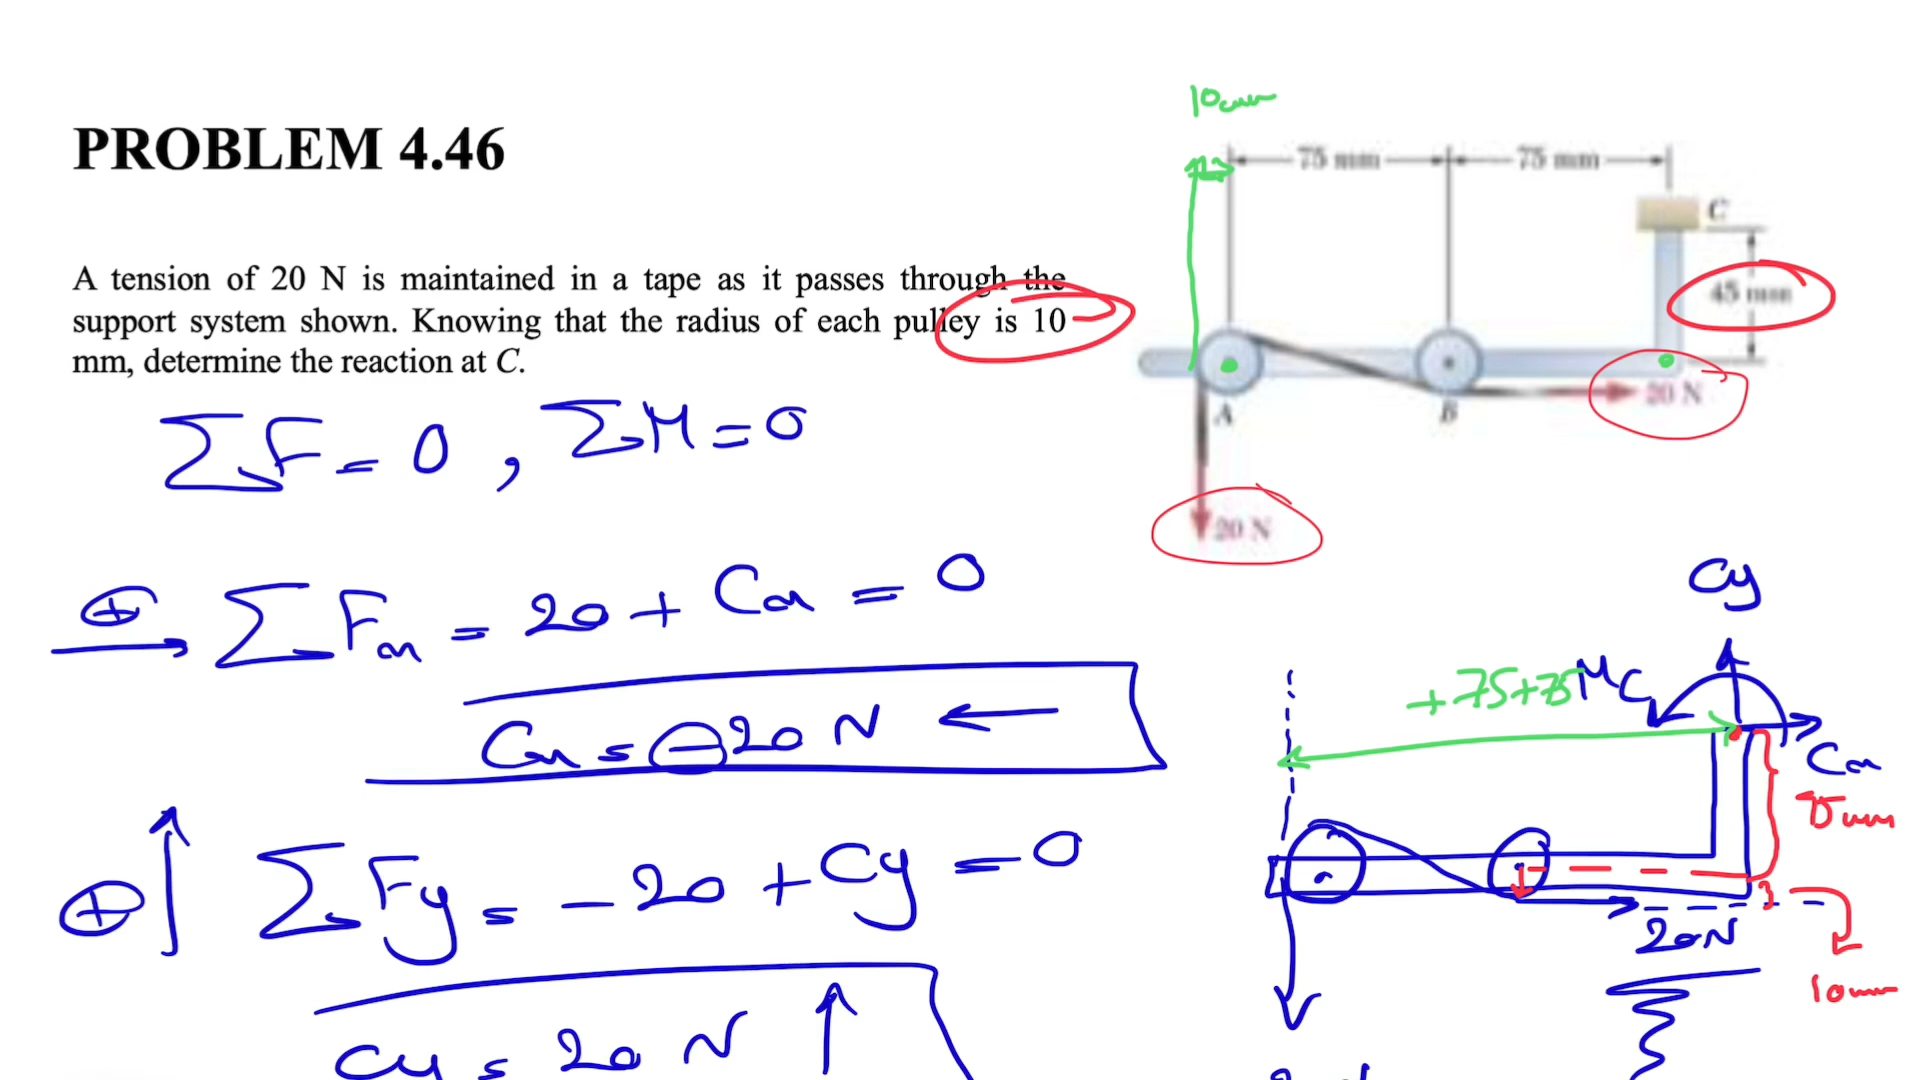 PROBLEM 4.46
A tension of 20 N is maintained in a tape as it passes through the
support system shown. Knowing that the radius of each pulley is 10
mm, determine the reaction at C.
10mm
75 mm
75 mm
C
45 mm
20 N
A
B
20 N
ΣF = 0 , ΣM = 0
⊕ ΣFx = 20 + Cx = 0
Cx = -20 N ←
⊕ ΣFy = -20 + Cy = 0
Cy = 20 N ↑
Cy
+75+75
MC
Cx
20N
10mm